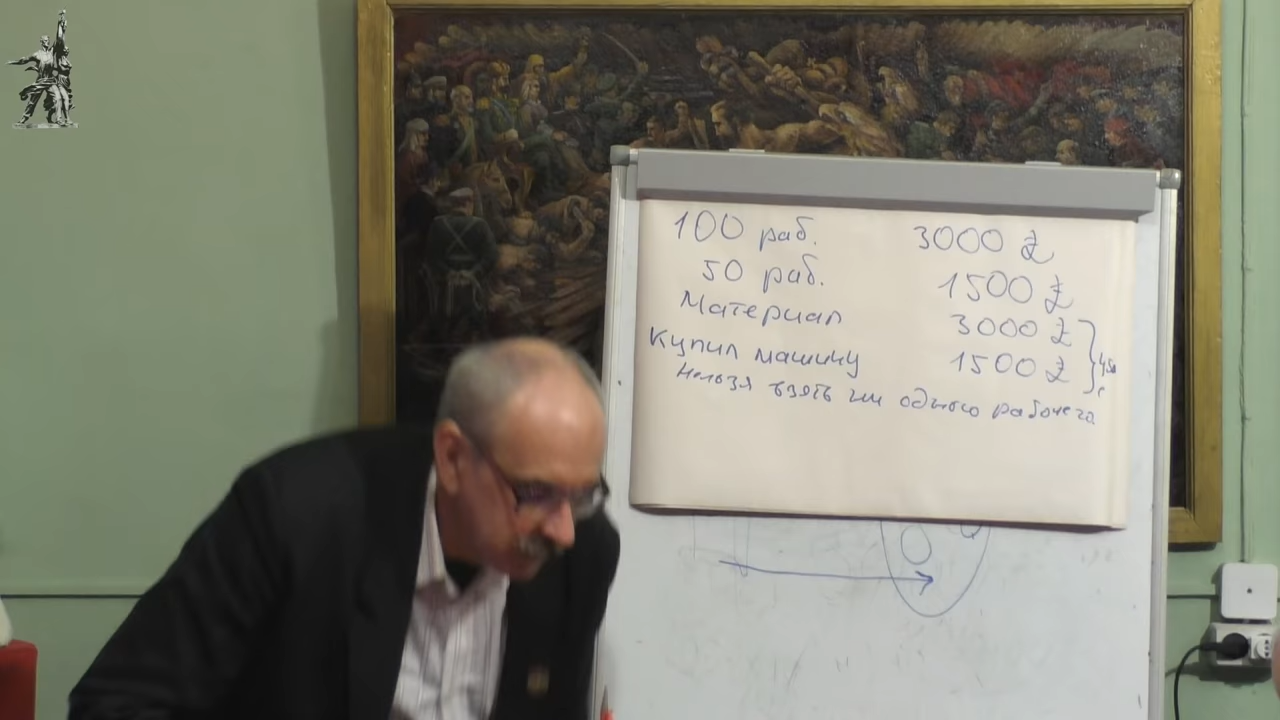 100 раб. 3000 £
50 раб. 1500 £
Материал 3000 £
Купил машину 1500 £
нельзя взять ни одного рабочего